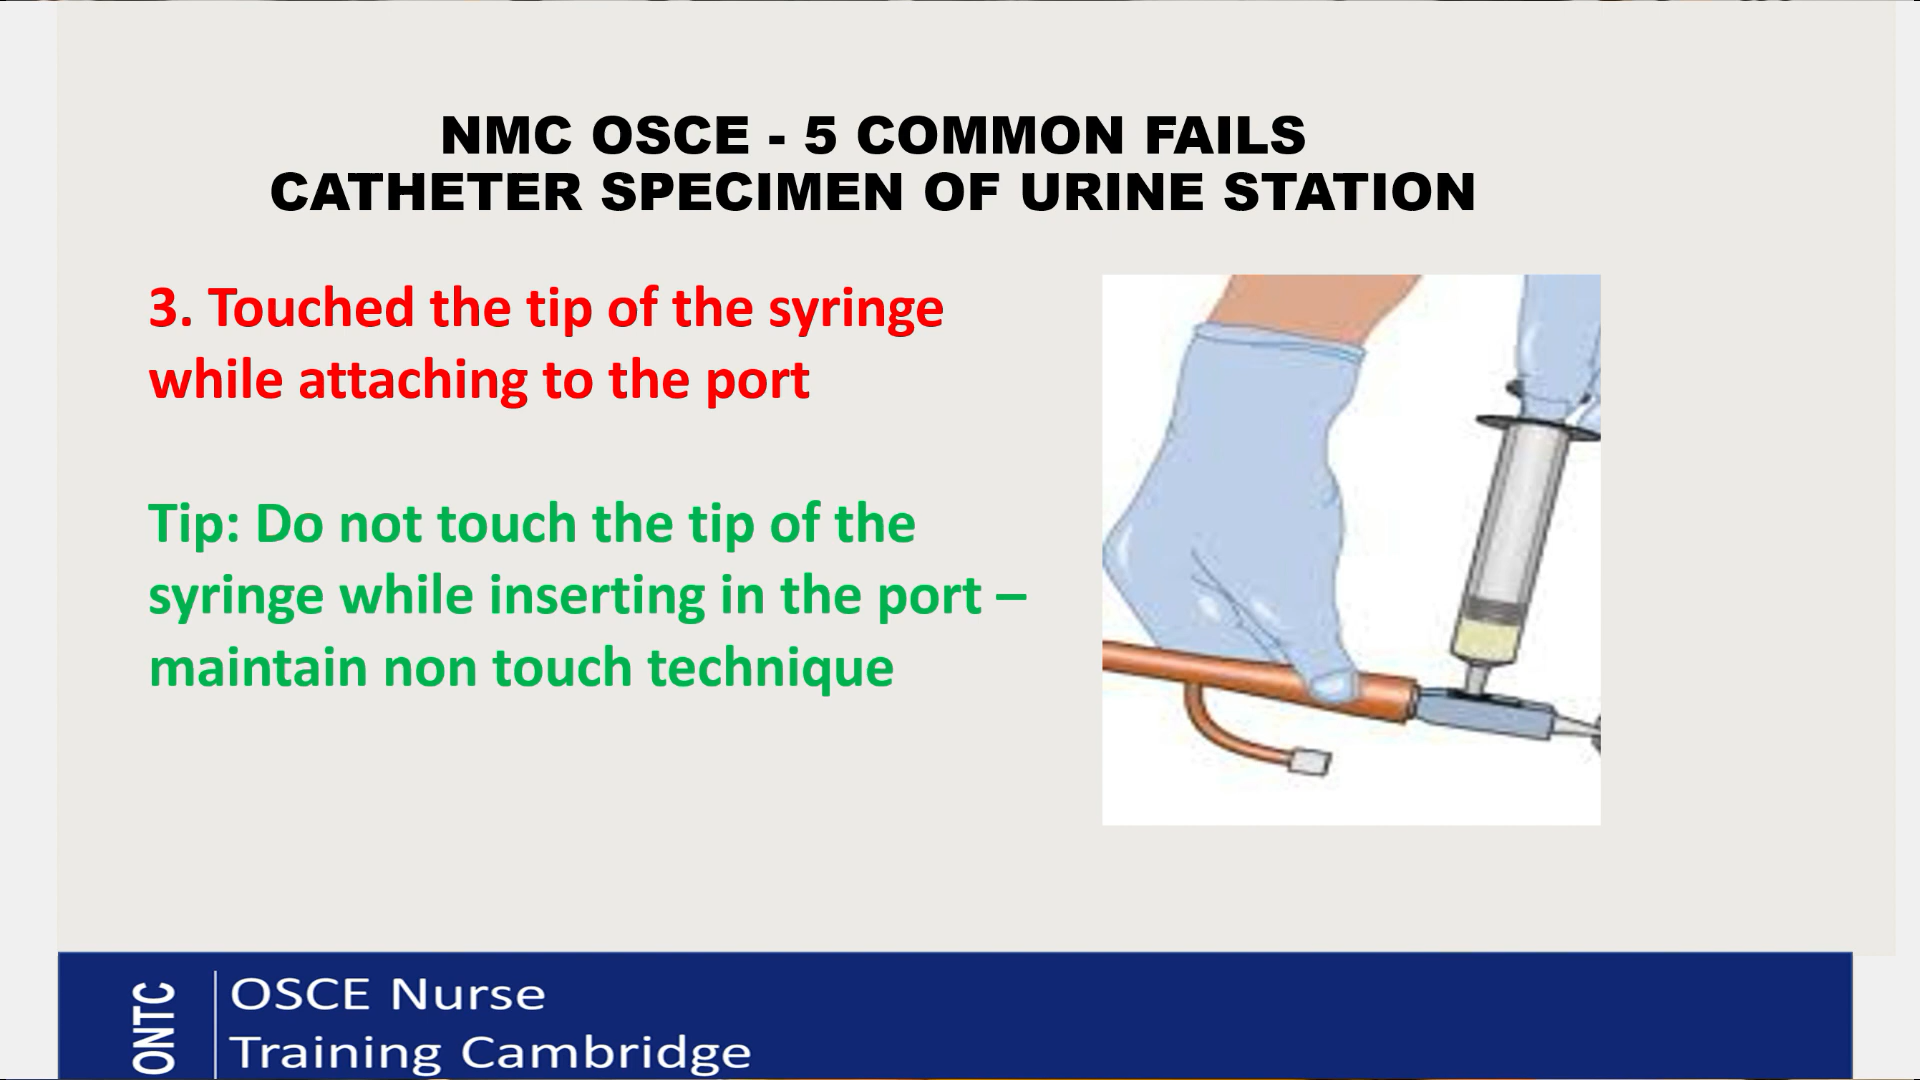 NMC OSCE - 5 COMMON FAILS
CATHETER SPECIMEN OF URINE STATION
3. Touched the tip of the syringe
while attaching to the port
Tip: Do not touch the tip of the
syringe while inserting in the port –
maintain non touch technique
ONTC
OSCE Nurse
Training Cambridge